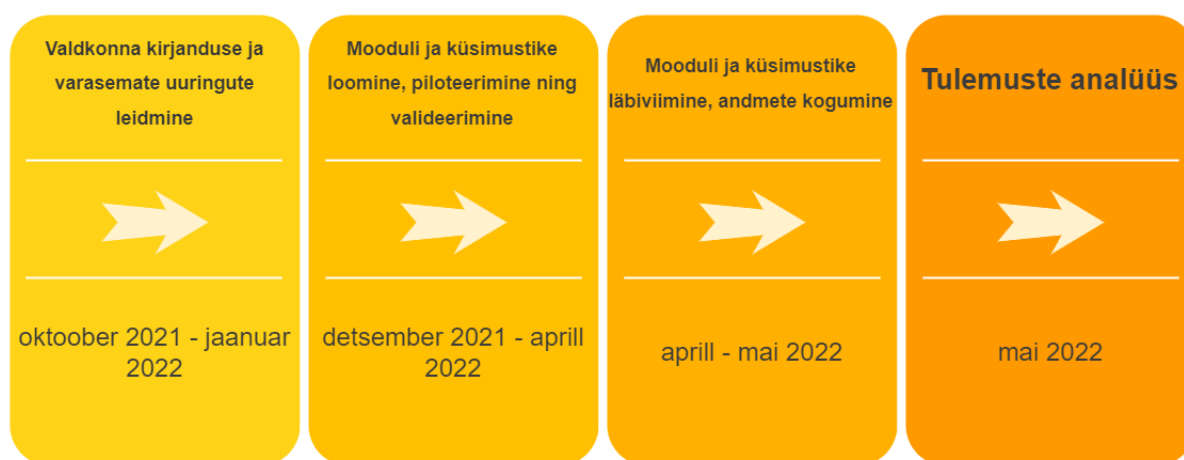 Valdkonna kirjanduse ja
varasemate uuringute
leidmine
oktoober 2021 - jaanuar
2022
Mooduli ja küsimustike
loomine, piloteerimine ning
valideerimine
detsember 2021 - aprill
2022
Mooduli ja küsimustike
läbiviimine, andmete kogumine
aprill - mai 2022
Tulemuste analüüs
mai 2022